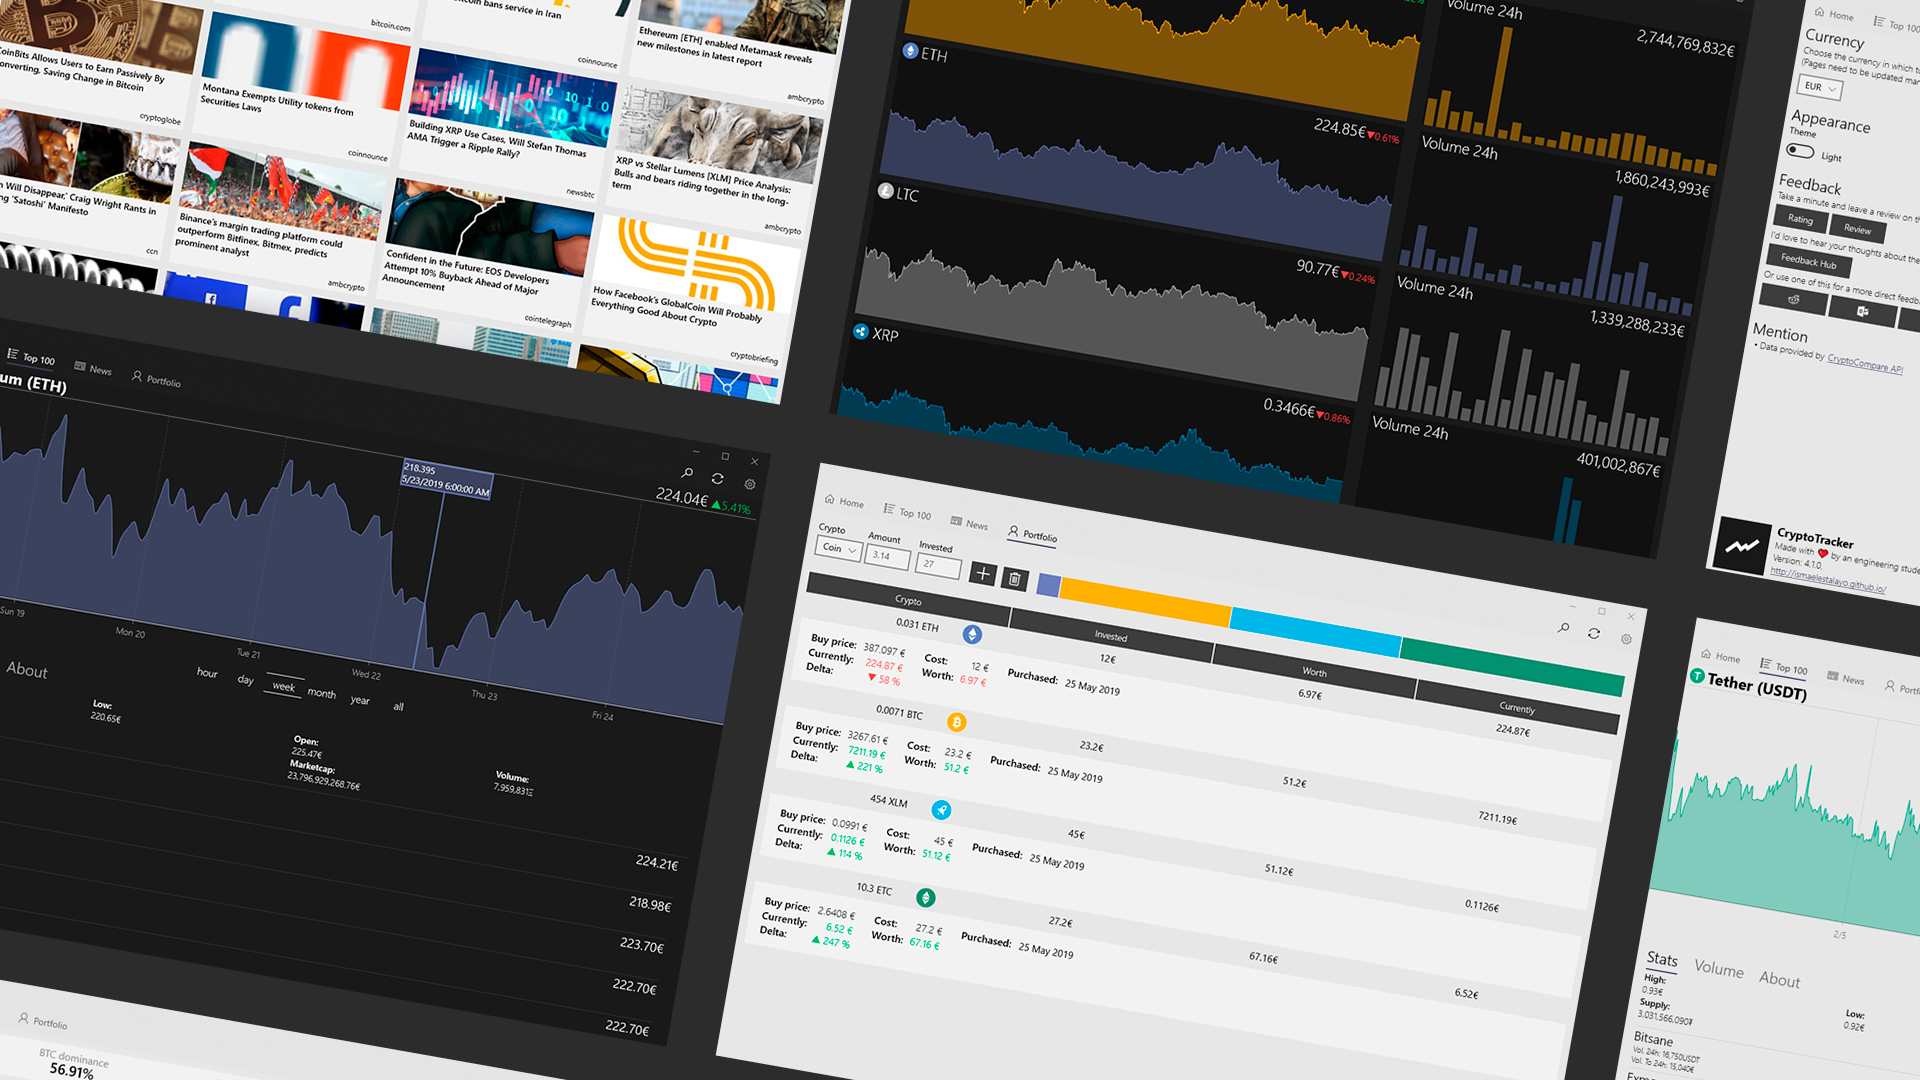 bitcoin.com
coin bans service in Iran
coinnounce
Ethereum [ETH] enabled Metamask reveals
new milestones in latest report
ambcrypto
CoinBits Allows Users to Earn Passively By
Converting, Saving Change in Bitcoin
cryptoglobe
Montana Exempts Utility tokens from
Securities Laws
coinnounce
Building XRP Use Cases, Will Stefan Thomas
AMA Trigger a Ripple Rally?
newsbtc
XRP vs Stellar Lumens [XLM] Price Analysis:
Bulls and bears riding together in the long-
term
ambcrypto
Will Disappear,' Craig Wright Rants in
'Satoshi' Manifesto
ccn
Binance's margin trading platform could
outperform Bitfinex, Bitmex, predicts
prominent analyst
ambcrypto
Confident in the Future: EOS Developers
Attempt 10% Buyback Ahead of Major
Announcement
cointelegraph
How Facebook's GlobalCoin Will Probably
Everything Good About Crypto
cryptobriefing
ETH
224.85€▼0.61%
LTC
90.77€▼0.24%
XRP
0.3466€▼0.86%
Volume 24h
2,744,769,832€
Volume 24h
1,860,243,993€
Volume 24h
1,339,288,233€
Volume 24h
401,002,867€
Home
Top 100
Currency
Choose the currency in which to
(Pages need to be updated man
EUR
Appearance
Theme
Light
Feedback
Take a minute and leave a review on th
Rating
Review
I'd love to hear your thoughts about the
Feedback Hub
Or use one of this for a more direct feedba
Mention
• Data provided by CryptoCompare API
CryptoTracker
Made with ❤ by an engineering stude
Version: 4.1.0.
http://ismaelestalayo.github.io/
Top 100
News
Portfolio
um (ETH)
218.395
5/23/2019 6:00:00 AM
224.04€▲5.41%
Sun 19
Mon 20
Tue 21
Wed 22
Thu 23
Fri 24
About
hour
day
week
month
year
all
Low:
220.65€
Open:
225.47€
Marketcap:
23,796,929,268.76€
Volume:
7,959,831Ξ
224.21€
218.98€
223.70€
222.70€
222.70€
Portfolio
BTC dominance
56.91%
Home
Top 100
News
Portfolio
Crypto
Coin
Amount
3.14
Invested
27
Crypto
Invested
Worth
Currently
0.031 ETH
12€
6.97€
224.87€
Buy price: 387.097 €
Currently: 224.87 €
Delta: ▼ 58 %
Cost: 12 €
Worth: 6.97 €
Purchased: 25 May 2019
0.0071 BTC
23.2€
51.2€
7211.19€
Buy price: 3267.61 €
Currently: 7211.19 €
Delta: ▲ 221 %
Cost: 23.2 €
Worth: 51.2 €
Purchased: 25 May 2019
454 XLM
45€
51.12€
0.1126€
Buy price: 0.0991 €
Currently: 0.1126 €
Delta: ▲ 114 %
Cost: 45 €
Worth: 51.12 €
Purchased: 25 May 2019
10.3 ETC
27.2€
67.16€
6.52€
Buy price: 2.6408 €
Currently: 6.52 €
Delta: ▲ 247 %
Cost: 27.2 €
Worth: 67.16 €
Purchased: 25 May 2019
Home
Top 100
News
Portfo
Tether (USDT)
2/5
Stats
Volume
About
High:
0.93€
Low:
0.92€
Supply:
3,031,566,090₮
Bitsane
Vol. 24h: 16,750USDT
Vol. To 24h: 15,040€